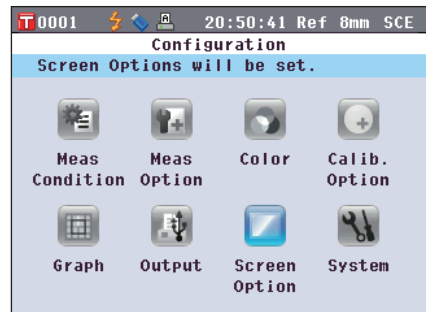 T 0001 A 20:50:41 Ref 8mm SCE
Configuration
Screen Options will be set.
Meas Condition
Meas Option
Color
Calib. Option
Graph
Output
Screen Option
System